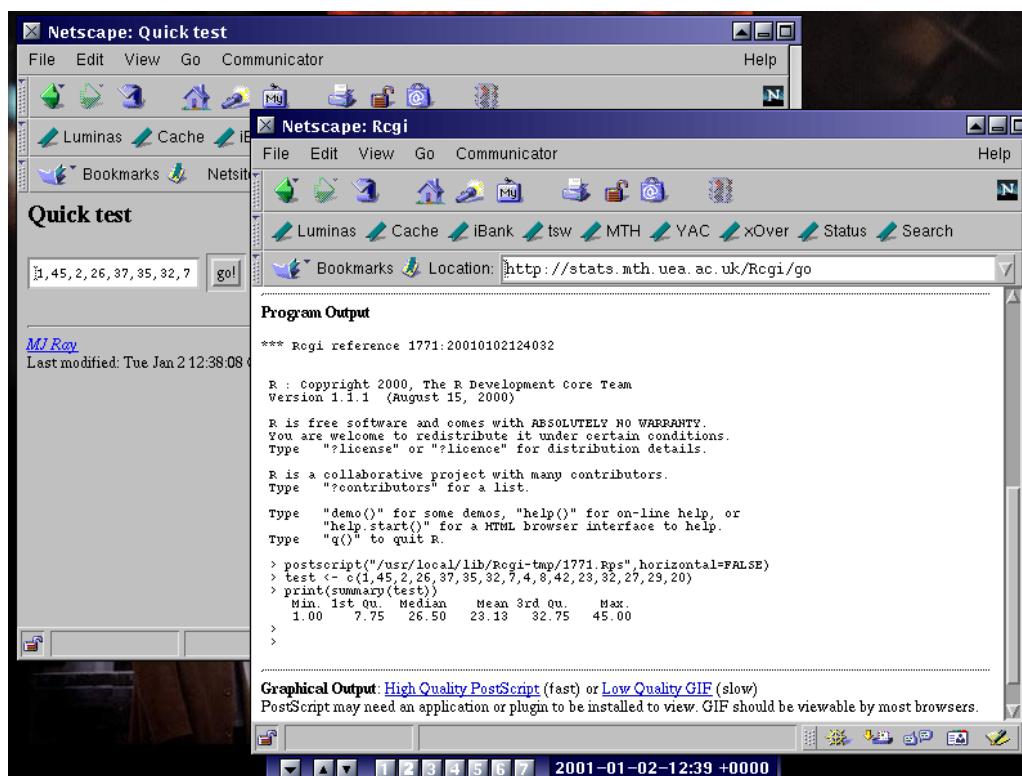 Netscape: Quick test
File Edit View Go Communicator Help
My
N
Luminas Cache
Bookmarks Netsit
Quick test
1,45,2,26,37,35,32,7 go!
MJ Ray
Last modified: Tue Jan 2 12:38:08
Netscape: Rcgi
File Edit View Go Communicator Help
My
N
Luminas Cache iBank tsw MTH YAC xOver Status Search
Bookmarks Location: http://stats.mth.uea.ac.uk/Rcgi/go
Program Output
*** Rcgi reference 1771:20010102124032
R : Copyright 2000, The R Development Core Team
Version 1.1.1 (August 15, 2000)
R is free software and comes with ABSOLUTELY NO WARRANTY.
You are welcome to redistribute it under certain conditions.
Type "?license" or "?licence" for distribution details.
R is a collaborative project with many contributors.
Type "?contributors" for a list.
Type "demo()" for some demos, "help()" for on-line help, or
"help.start()" for a HTML browser interface to help.
Type "q()" to quit R.
> postscript("/usr/local/lib/Rcgi-tmp/1771.Rps",horizontal=FALSE)
> test <- c(1,45,2,26,37,35,32,7,4,8,42,23,32,27,29,20)
> print(summary(test))
Min. 1st Qu. Median Mean 3rd Qu. Max.
1.00 7.75 26.50 23.13 32.75 45.00
>
>
Graphical Output: High Quality PostScript (fast) or Low Quality GIF (slow)
PostScript may need an application or plugin to be installed to view. GIF should be viewable by most browsers.
1 2 3 4 5 6 7 2001-01-02-12:39 +0000